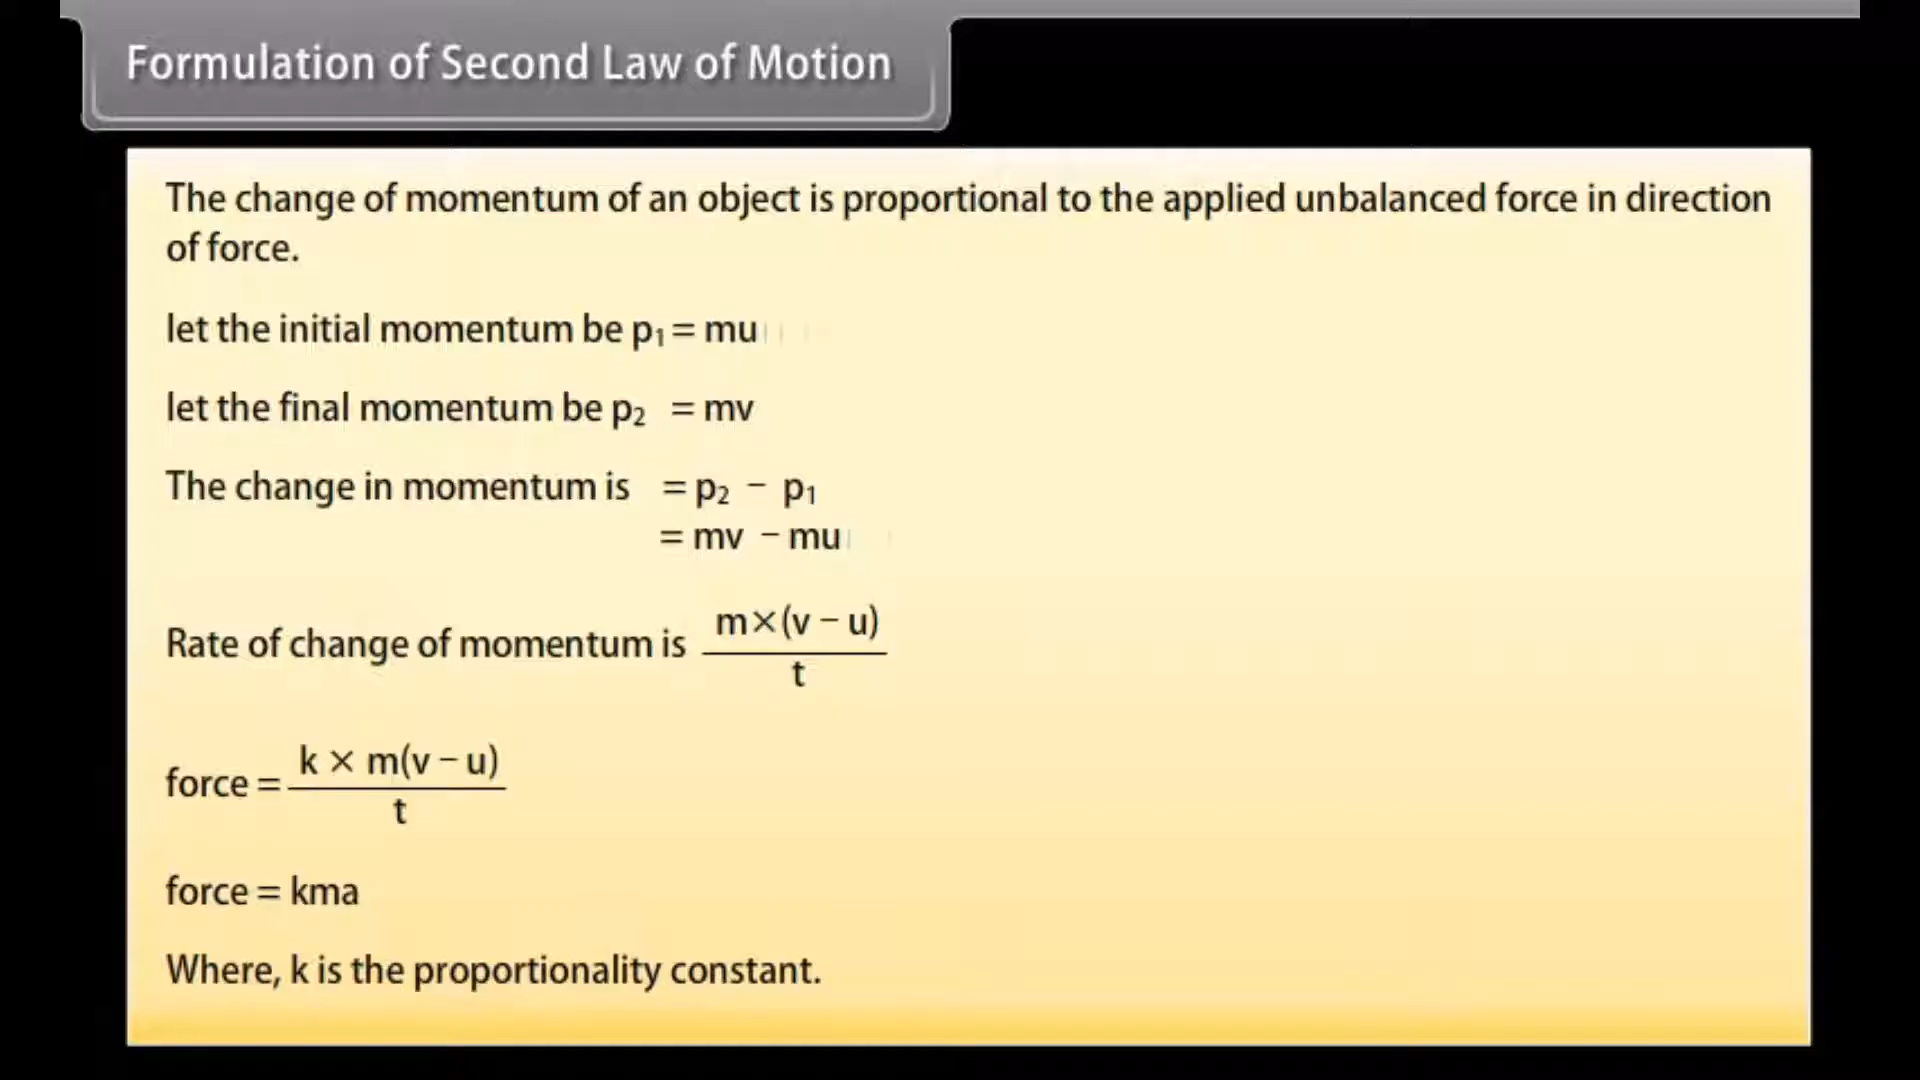 Formulation of Second Law of Motion
The change of momentum of an object is proportional to the applied unbalanced force in direction
of force.
let the initial momentum be p₁ = mu
let the final momentum be p₂ = mv
The change in momentum is = p₂ − p₁
= mv − mu
Rate of change of momentum is m×(v − u)
t
force = k × m(v − u)
t
force = kma
Where, k is the proportionality constant.